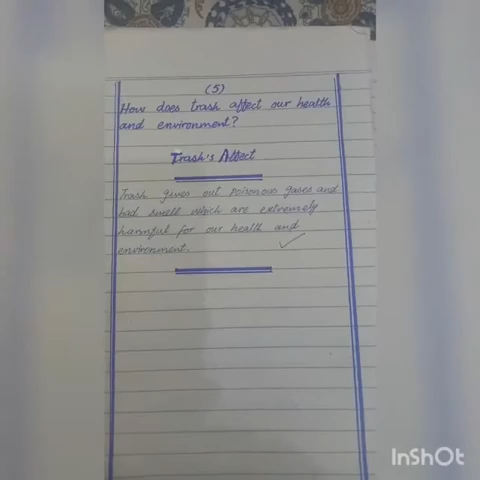 (5)
How does trash affect our health
and environment?
Trash's Affect
Trash gives out poisonous gases and
bad smell which are extremely
harmful for our health and
environment.
InShOt